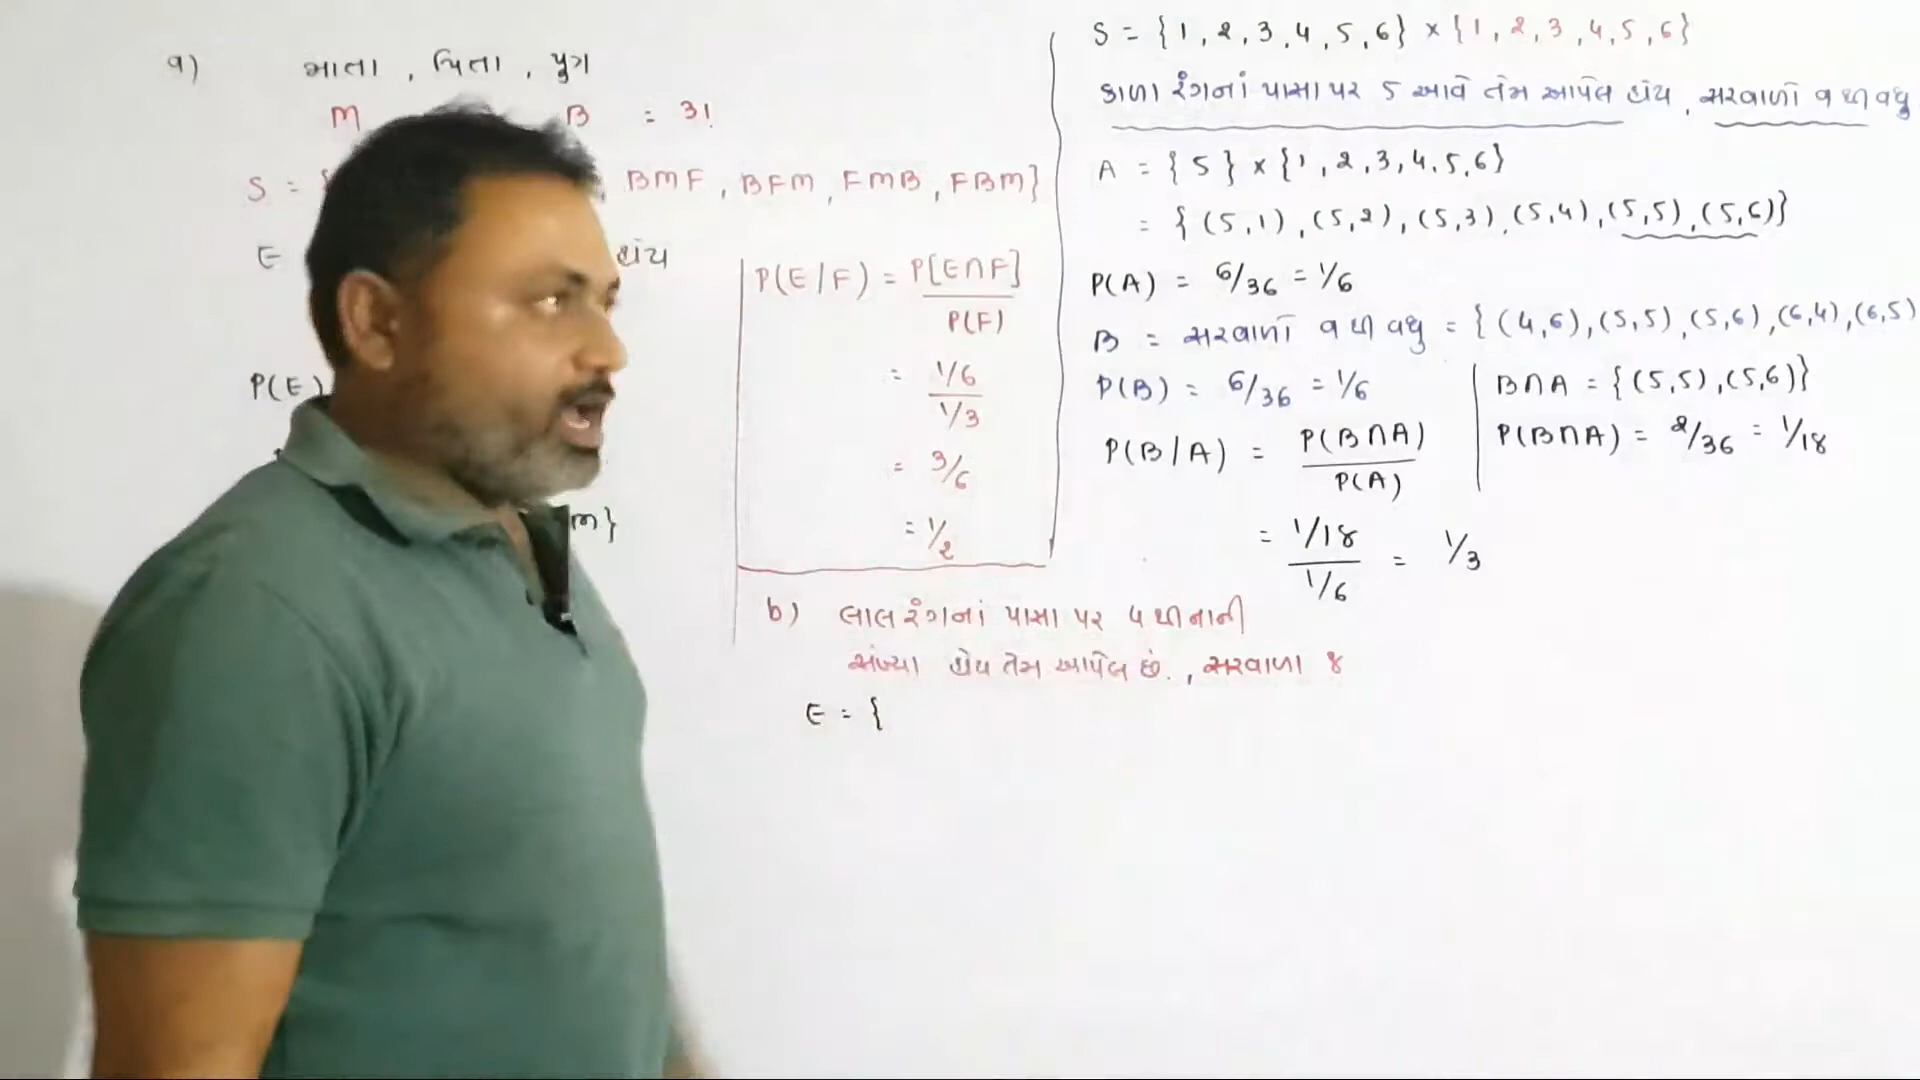 ૧) માતા , પિતા , પુત્ર
M B = 3!
S = { , BMF , BFM , FMB , FBM}
E હોય
P(E)
m}
P(E/F) = P[E∩F] / P(F)
= 1/6 / 1/3
= 3/6
= 1/2
S = {1, 2, 3, 4, 5, 6} × {1, 2, 3, 4, 5, 6}
કાળા રંગનાં પાસા પર 5 આવે તેમ આપેલ હોય , સરવાળો ૯ થી વધુ
A = {5} × {1, 2, 3, 4, 5, 6}
= { (5,1) , (5,2) , (5,3) , (5,4) , (5,5) , (5,6)}
P(A) = 6/36 = 1/6
B = સરવાળો ૯ થી વધુ = { (4,6) , (5,5) , (5,6) , (6,4) , (6,5)
P(B) = 6/36 = 1/6
B∩A = {(5,5) , (5,6)}
P(B∩A) = 2/36 = 1/18
P(B/A) = P(B∩A) / P(A)
= 1/18 / 1/6 = 1/3
b) લાલ રંગનાં પાસા પર ૫ થી નાની
સંખ્યા હોય તેમ આપેલ છે. , સરવાળા 8
E = {